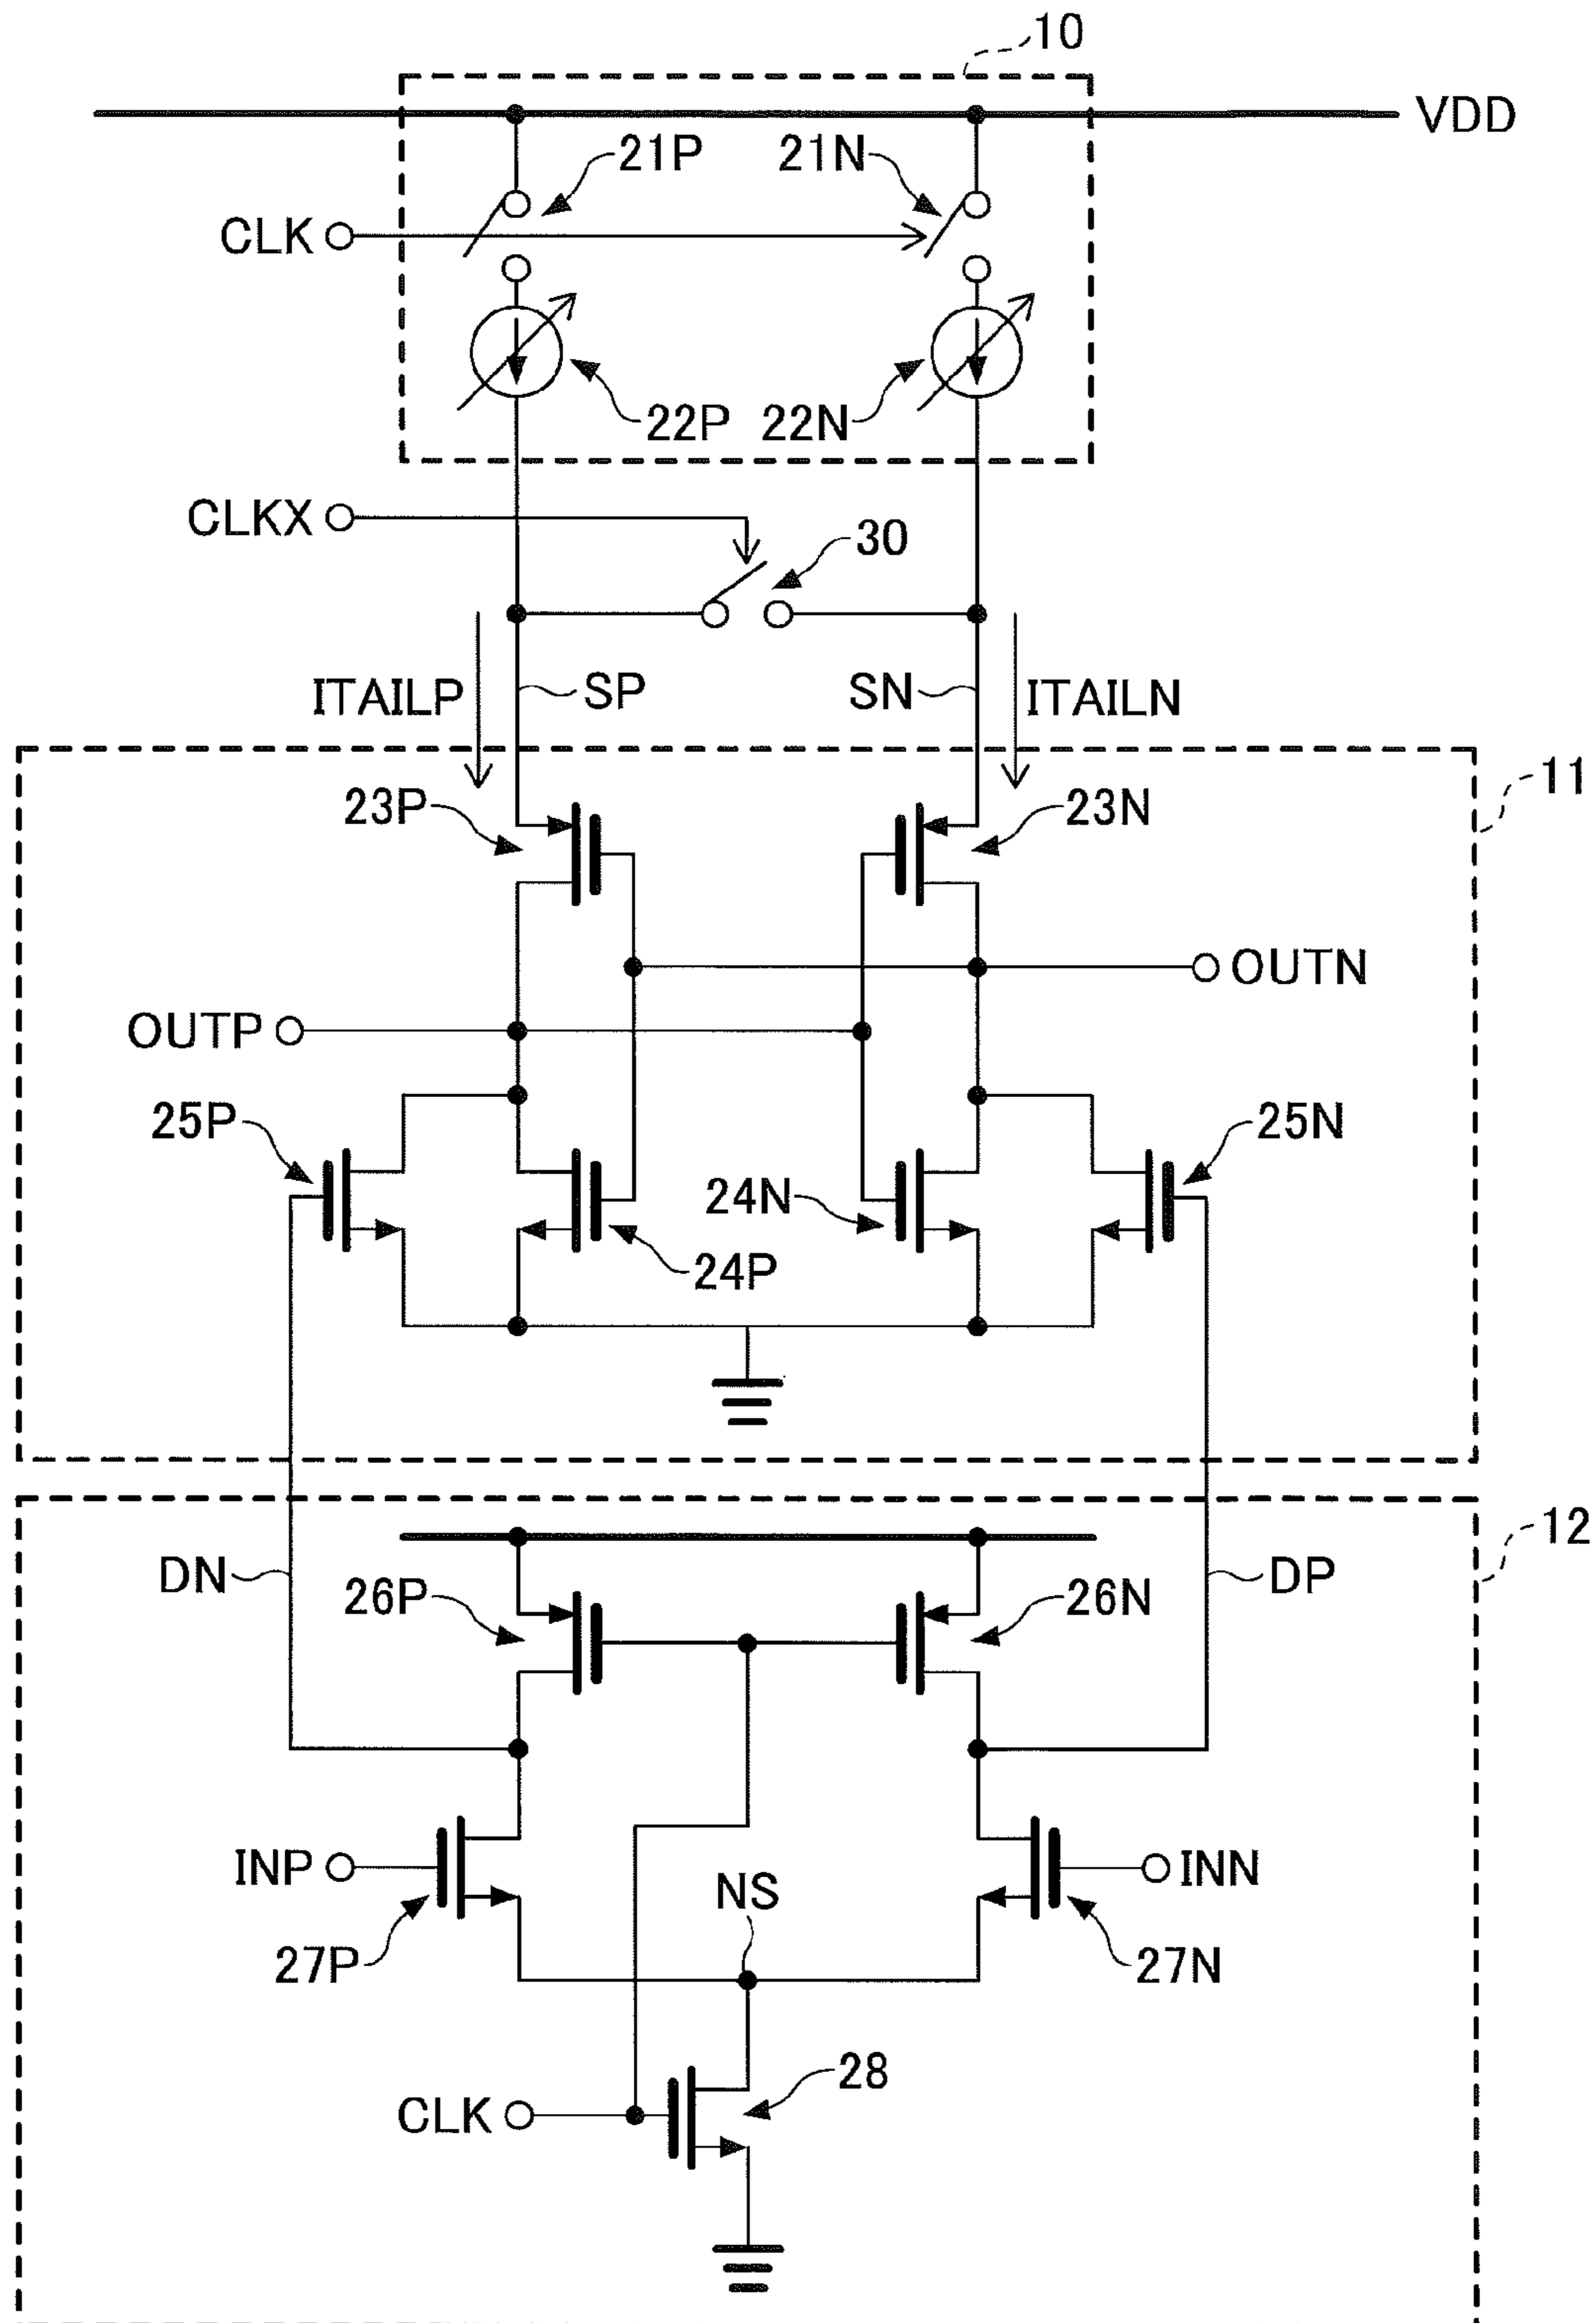 10
VDD
21P
21N
CLK
22P
22N
CLKX
30
ITAILP
SP
SN
ITAILN
11
23P
23N
OUTN
OUTP
25P
25N
24N
24P
12
DN
26P
26N
DP
INP
NS
INN
27P
27N
28
CLK